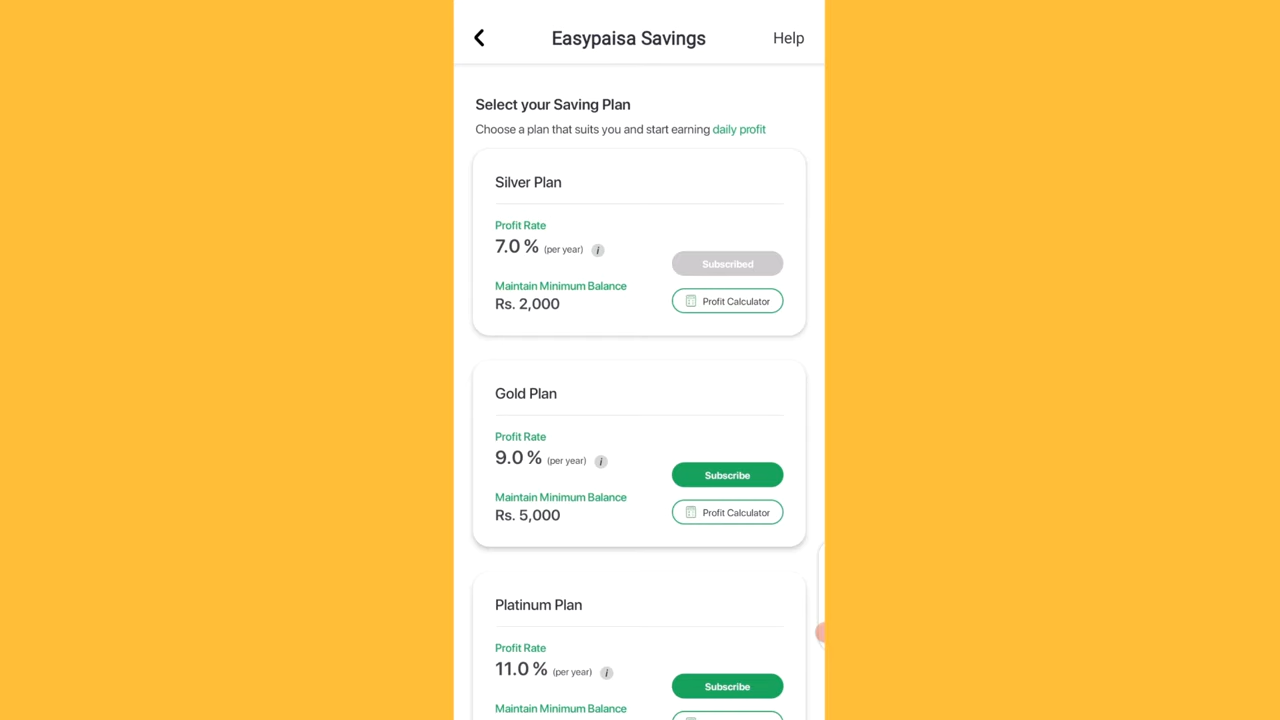 Easypaisa Savings
Help
Select your Saving Plan
Choose a plan that suits you and start earning daily profit
Silver Plan
Profit Rate
7.0 % (per year) i
Subscribed
Maintain Minimum Balance
Rs. 2,000
Profit Calculator
Gold Plan
Profit Rate
9.0 % (per year) i
Subscribe
Maintain Minimum Balance
Rs. 5,000
Profit Calculator
Platinum Plan
Profit Rate
11.0 % (per year) i
Subscribe
Maintain Minimum Balance